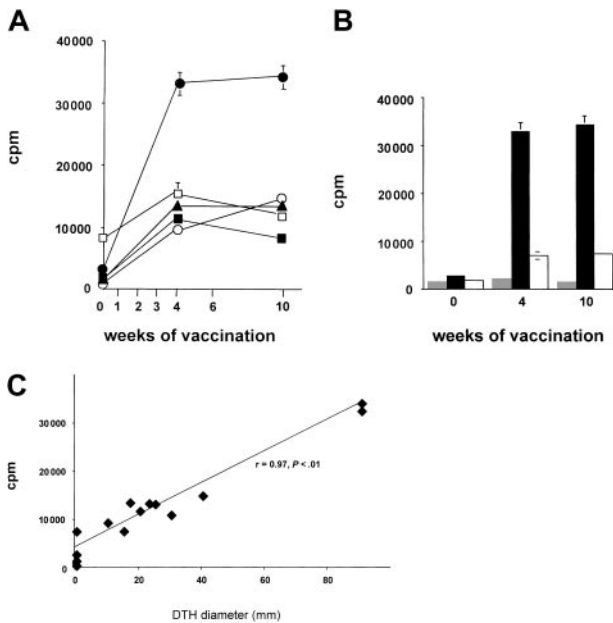 A
40000
30000
20000
10000
0
cpm
0 1 2 3 4 6 10
weeks of vaccination
B
40000
30000
20000
10000
0
cpm
0 4 10
weeks of vaccination
C
30000
20000
10000
0
cpm
r = 0.97, P < .01
0 20 40 60 80
DTH diameter (mm)